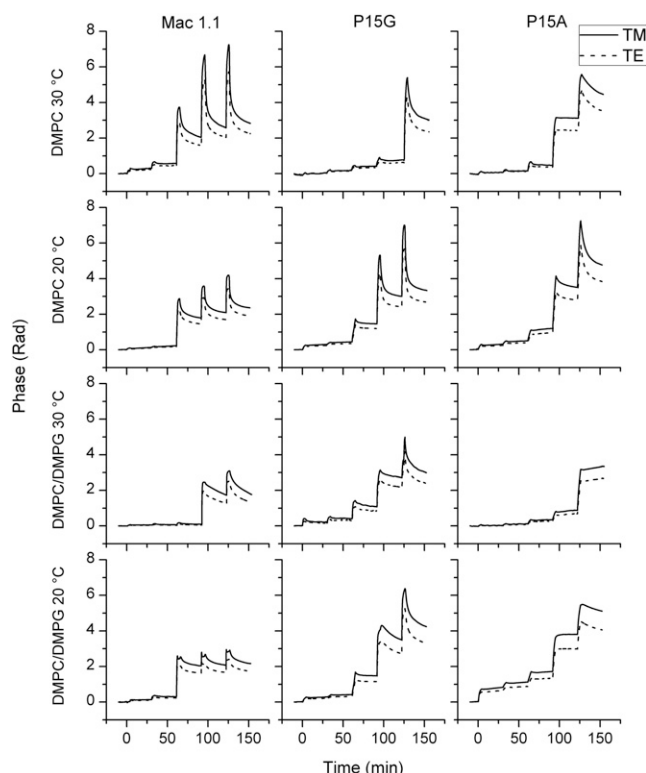 Mac 1.1
P15G
P15A
TM
TE
DMPC 30 °C
8
6
4
2
0
DMPC 20 °C
8
6
4
2
0
DMPC/DMPG 30 °C
8
6
4
2
0
DMPC/DMPG 20 °C
8
6
4
2
0
Phase (Rad)
0 50 100 150
0 50 100 150
0 50 100 150
Time (min)